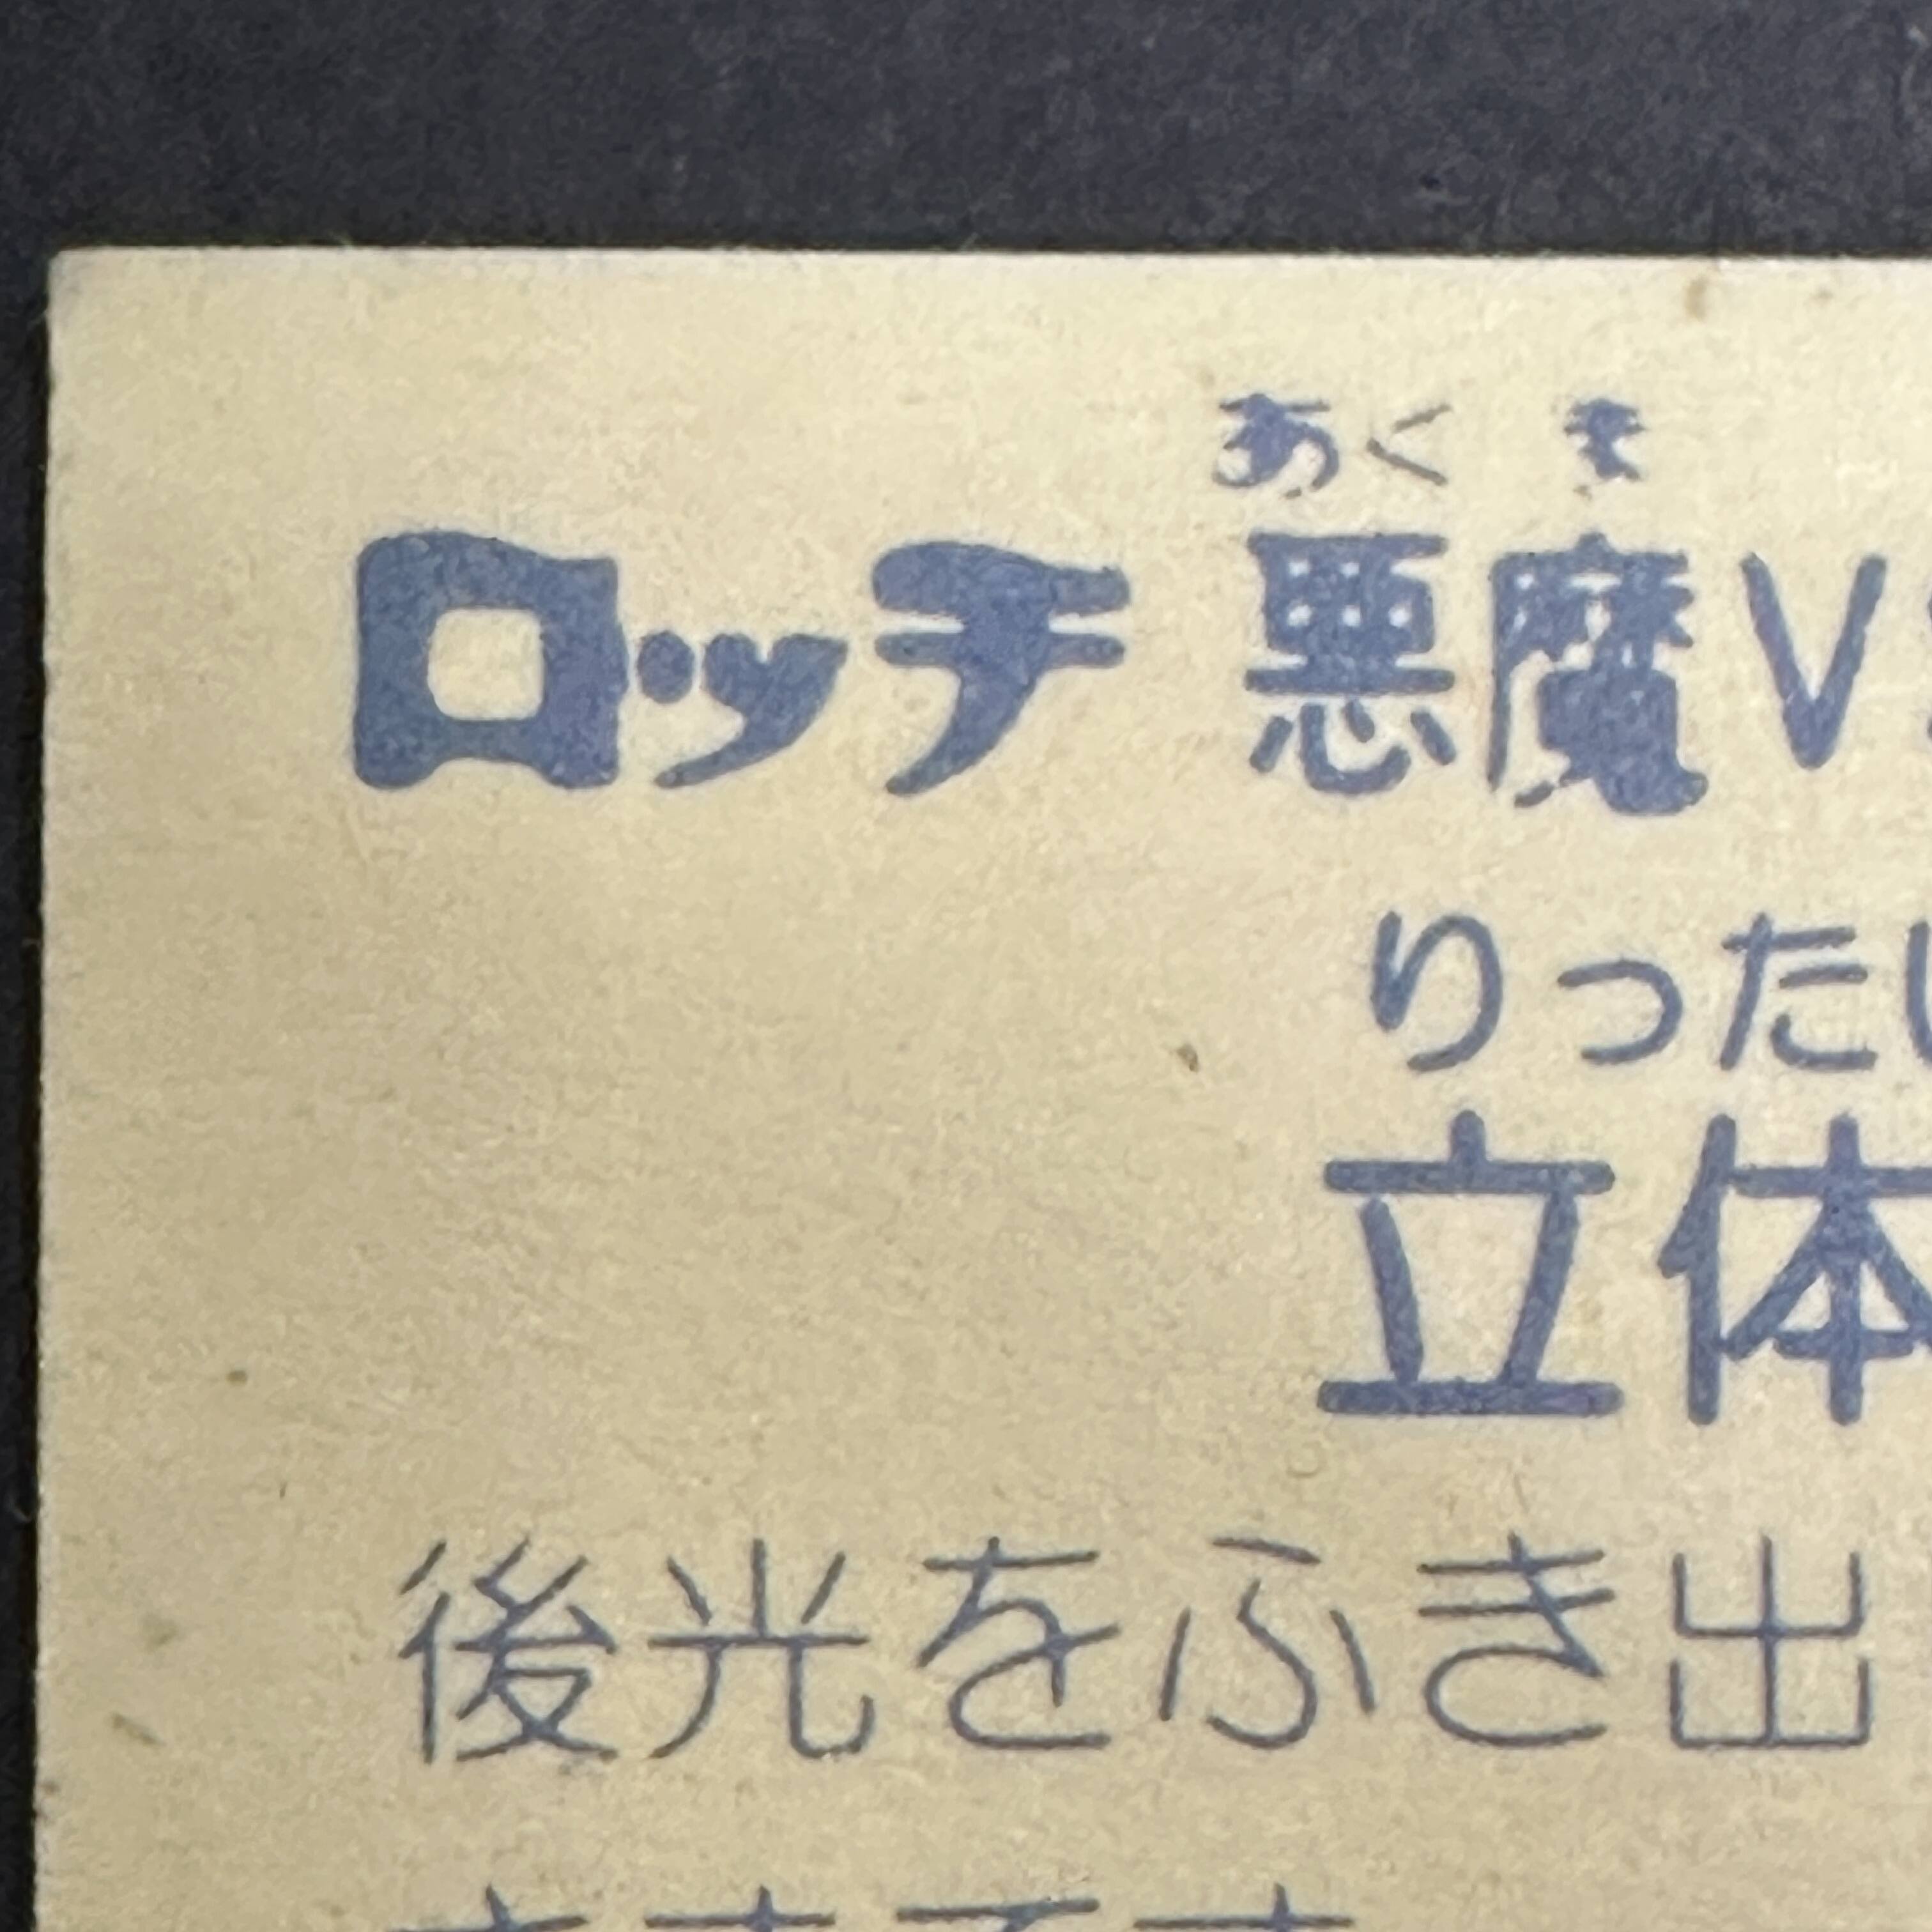 あくま
ロッチ 悪魔V
りったい
立体
後光をふき出